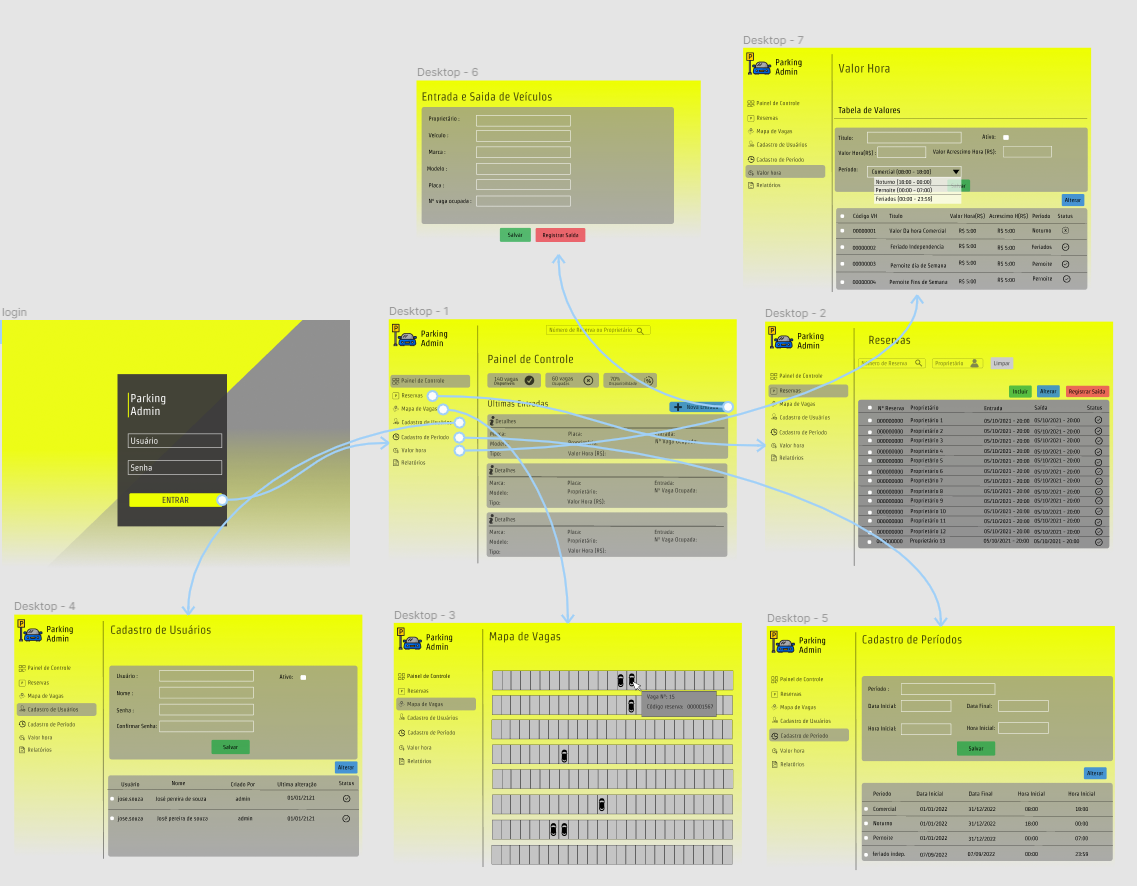 Desktop - 6
Entrada e Saida de Veículos
Proprietário :
Veículo :
Marca :
Modelo :
Placa :
Nº vaga ocupada :
Salvar
Registrar Saída
Desktop - 7
Parking
Admin
Painel de Controle
Reservas
Mapa de Vagas
Cadastro de Usuários
Cadastro de Período
Valor hora
Relatórios
Valor Hora
Tabela de Valores
Título:
Ativo:
Valor Hora(R$) :
Valor Acrescimo Hora (R$):
Período:
Comercial (08:00 - 18:00)
Noturno (18:00 - 00:00)
Pernoite (00:00 - 07:00)
Feriados (00:00 - 23:59)
Alterar
Código VH Titulo Valor Hora(R$) Acrescimo H(R$) Período Status
00000001 Valor Da hora Comercial R$ 5:00 R$ 5:00 Noturno
00000002 Feriado Independencia R$ 5:00 R$ 5:00 Feriados
00000003 Pernoite dia de Semana R$ 5:00 R$ 5:00 Pernoite
00000004 Pernoite fins de Semana R$ 5:00 R$ 5:00 Pernoite
login
Parking
Admin
Usuário
Senha
ENTRAR
Desktop - 1
Parking
Admin
Painel de Controle
Reservas
Mapa de Vagas
Cadastro de Usuários
Cadastro de Período
Valor hora
Relatórios
Número de Reserva ou Proprietário
Painel de Controle
140 vagas
Disponíveis
60 vagas
Ocupadas
70%
Disponibilidade
Ultimas Entradas
Nova Entrada
Detalhes
Marca: Placa: Entrada:
Modelo: Proprietário: Nº Vaga Ocupada:
Tipo: Valor Hora (R$):
Detalhes
Marca: Placa: Entrada:
Modelo: Proprietário: Nº Vaga Ocupada:
Tipo: Valor Hora (R$):
Detalhes
Marca: Placa: Entrada:
Modelo: Proprietário: Nº Vaga Ocupada:
Tipo: Valor Hora (R$):
Desktop - 2
Parking
Admin
Painel de Controle
Reservas
Mapa de Vagas
Cadastro de Usuários
Cadastro de Período
Valor hora
Relatórios
Reservas
Número de Reserva
Proprietário
Limpar
Incluir
Alterar
Registrar Saída
Nº Reserva Proprietário Entrada Saída Status
000000000 Proprietário 1 05/10/2021 - 20:00 05/10/2021 - 20:00
000000000 Proprietário 2 05/10/2021 - 20:00 05/10/2021 - 20:00
000000000 Proprietário 3 05/10/2021 - 20:00 05/10/2021 - 20:00
000000000 Proprietário 4 05/10/2021 - 20:00 05/10/2021 - 20:00
000000000 Proprietário 5 05/10/2021 - 20:00 05/10/2021 - 20:00
000000000 Proprietário 6 05/10/2021 - 20:00 05/10/2021 - 20:00
000000000 Proprietário 7 05/10/2021 - 20:00 05/10/2021 - 20:00
000000000 Proprietário 8 05/10/2021 - 20:00 05/10/2021 - 20:00
000000000 Proprietário 9 05/10/2021 - 20:00 05/10/2021 - 20:00
000000000 Proprietário 10 05/10/2021 - 20:00 05/10/2021 - 20:00
000000000 Proprietário 11 05/10/2021 - 20:00 05/10/2021 - 20:00
000000000 Proprietário 12 05/10/2021 - 20:00 05/10/2021 - 20:00
000000000 Proprietário 13 05/10/2021 - 20:00 05/10/2021 - 20:00
Desktop - 4
Parking
Admin
Painel de Controle
Reservas
Mapa de Vagas
Cadastro de Usuários
Cadastro de Período
Valor hora
Relatórios
Cadastro de Usuários
Usuário :
Ativo:
Nome :
Senha :
Confirmar Senha:
Salvar
Alterar
Usuário Nome Criado Por Ultima alteração Status
jose.souza José pereira de souza admin 01/01/2121
jose.souza José pereira de souza admin 01/01/2121
Desktop - 3
Parking
Admin
Painel de Controle
Reservas
Mapa de Vagas
Cadastro de Usuários
Cadastro de Período
Valor hora
Relatórios
Mapa de Vagas
Vaga Nº: 15
Código reserva: 000001567
Desktop - 5
Parking
Admin
Painel de Controle
Reservas
Mapa de Vagas
Cadastro de Usuários
Cadastro de Período
Valor hora
Relatórios
Cadastro de Períodos
Período :
Data Inicial:
Data Final:
Hora Inicial:
Hora Inicial:
Salvar
Alterar
Período Data Inicial Data Final Hora Inicial Hora Inicial
Comercial 01/01/2022 31/12/2022 08:00 18:00
Noturno 01/01/2022 31/12/2022 18:00 00:00
Pernoite 01/01/2022 31/12/2022 00:00 07:00
feriado indep. 07/09/2022 07/09/2022 00:00 23:59